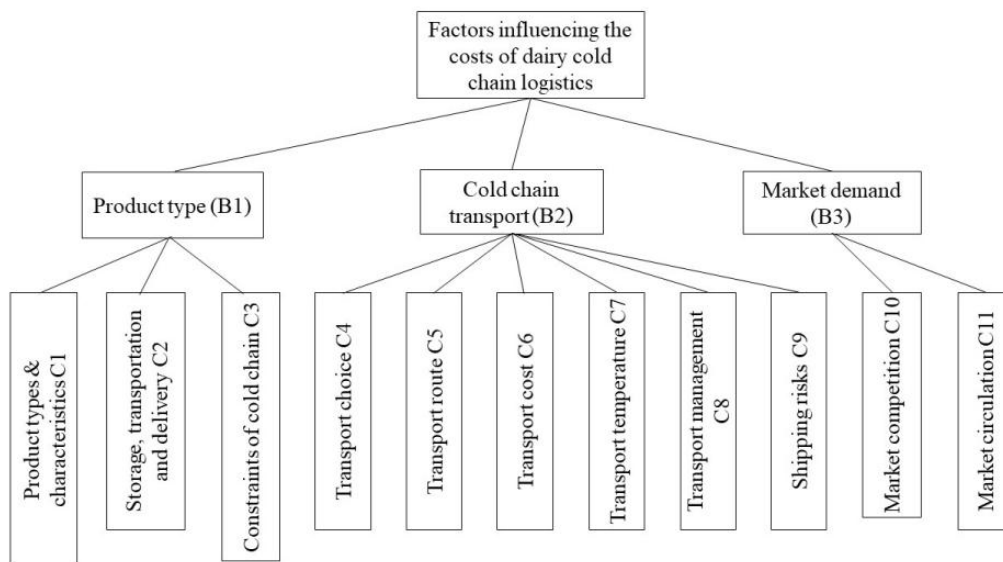 Factors influencing the
costs of dairy cold
chain logistics
Product type (B1)
Cold chain
transport (B2)
Market demand
(B3)
Product types &
characteristics C1
Storage, transportation
and delivery C2
Constraints of cold chain C3
Transport choice C4
Transport route C5
Transport cost C6
Transport temperature C7
Transport management
C8
Shipping risks C9
Market competition C10
Market circulation C11